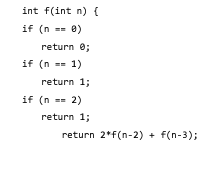 int f(int n) {
if (n == 0)
return 0;
if (n == 1)
return 1;
if (n == 2)
return 1;
return 2*f(n-2) + f(n-3);